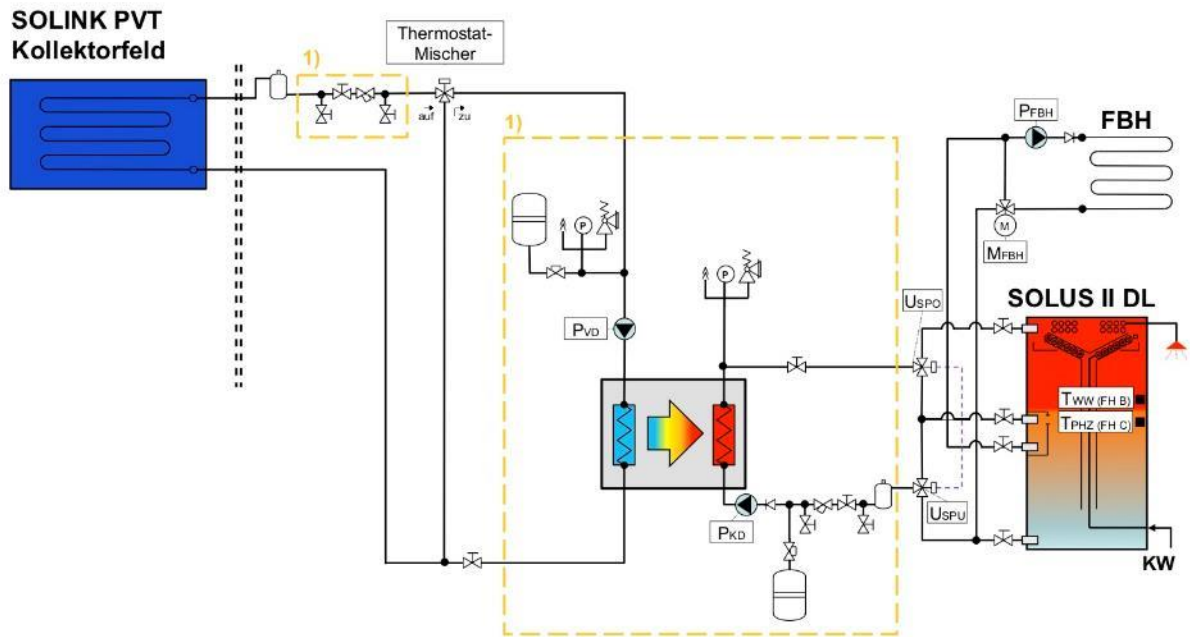 SOLINK PVT
Kollektorfeld
1)
Thermostat-
Mischer
auf
zu
1)
P
PVD
P
PKD
USPO
USPU
PFBH
FBH
M
MFBH
SOLUS II DL
TWW (FH B)
TPHZ (FH C)
KW